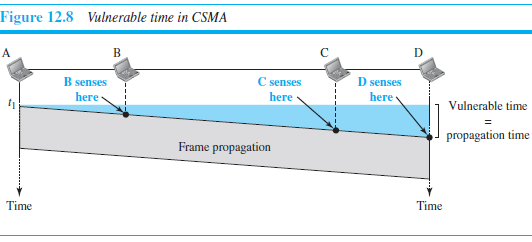 Figure 12.8 Vulnerable time in CSMA
A B C D
B senses
here
C senses
here
D senses
here
t1
Vulnerable time
=
propagation time
Frame propagation
Time Time